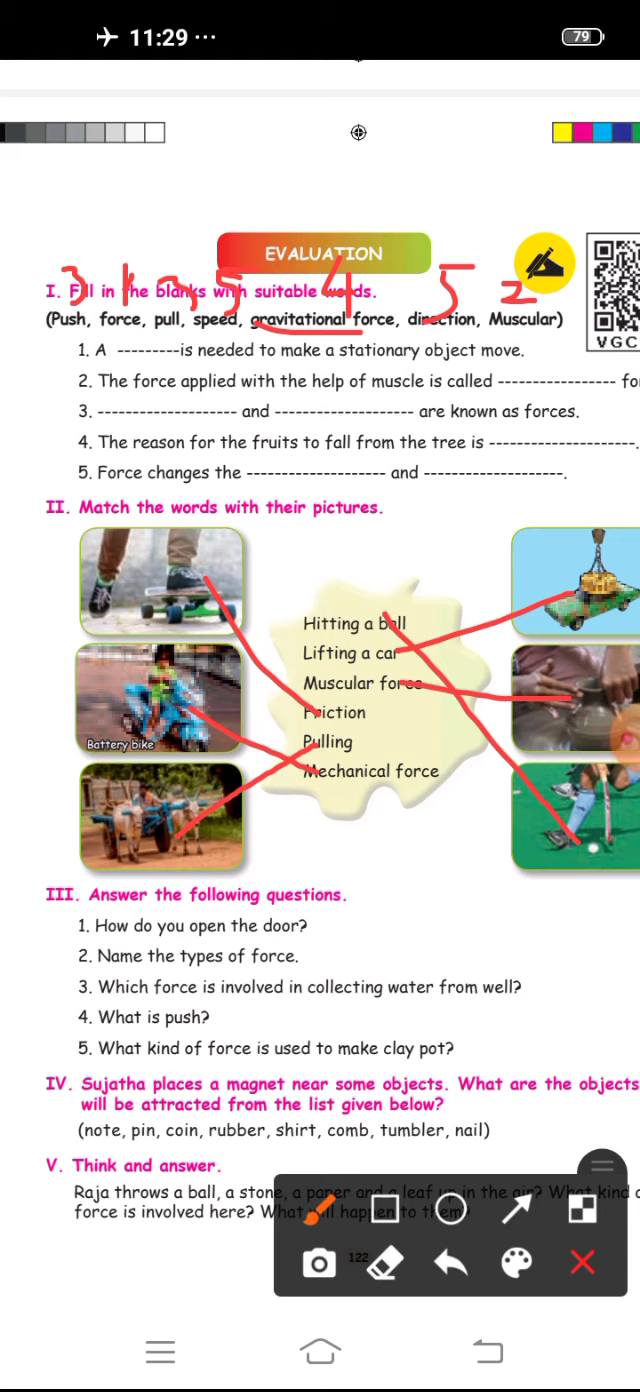 11:29 ...
79
EVALUATION
3 1 3 5 4 5 2
I. Fill in the blanks with suitable words.
(Push, force, pull, speed, gravitational force, direction, Muscular)
VGC
1. A ---------is needed to make a stationary object move.
2. The force applied with the help of muscle is called ----------------- fo
3. -------------------- and -------------------- are known as forces.
4. The reason for the fruits to fall from the tree is ---------------------.
5. Force changes the -------------------- and --------------------.
II. Match the words with their pictures.
Hitting a ball
Lifting a car
Muscular force
Friction
Battery bike
Pulling
Mechanical force
III. Answer the following questions.
1. How do you open the door?
2. Name the types of force.
3. Which force is involved in collecting water from well?
4. What is push?
5. What kind of force is used to make clay pot?
IV. Sujatha places a magnet near some objects. What are the objects
will be attracted from the list given below?
(note, pin, coin, rubber, shirt, comb, tumbler, nail)
V. Think and answer.
Raja throws a ball, a stone, a paper and a leaf up in the air? What kind o
force is involved here? What will happen to them?
122